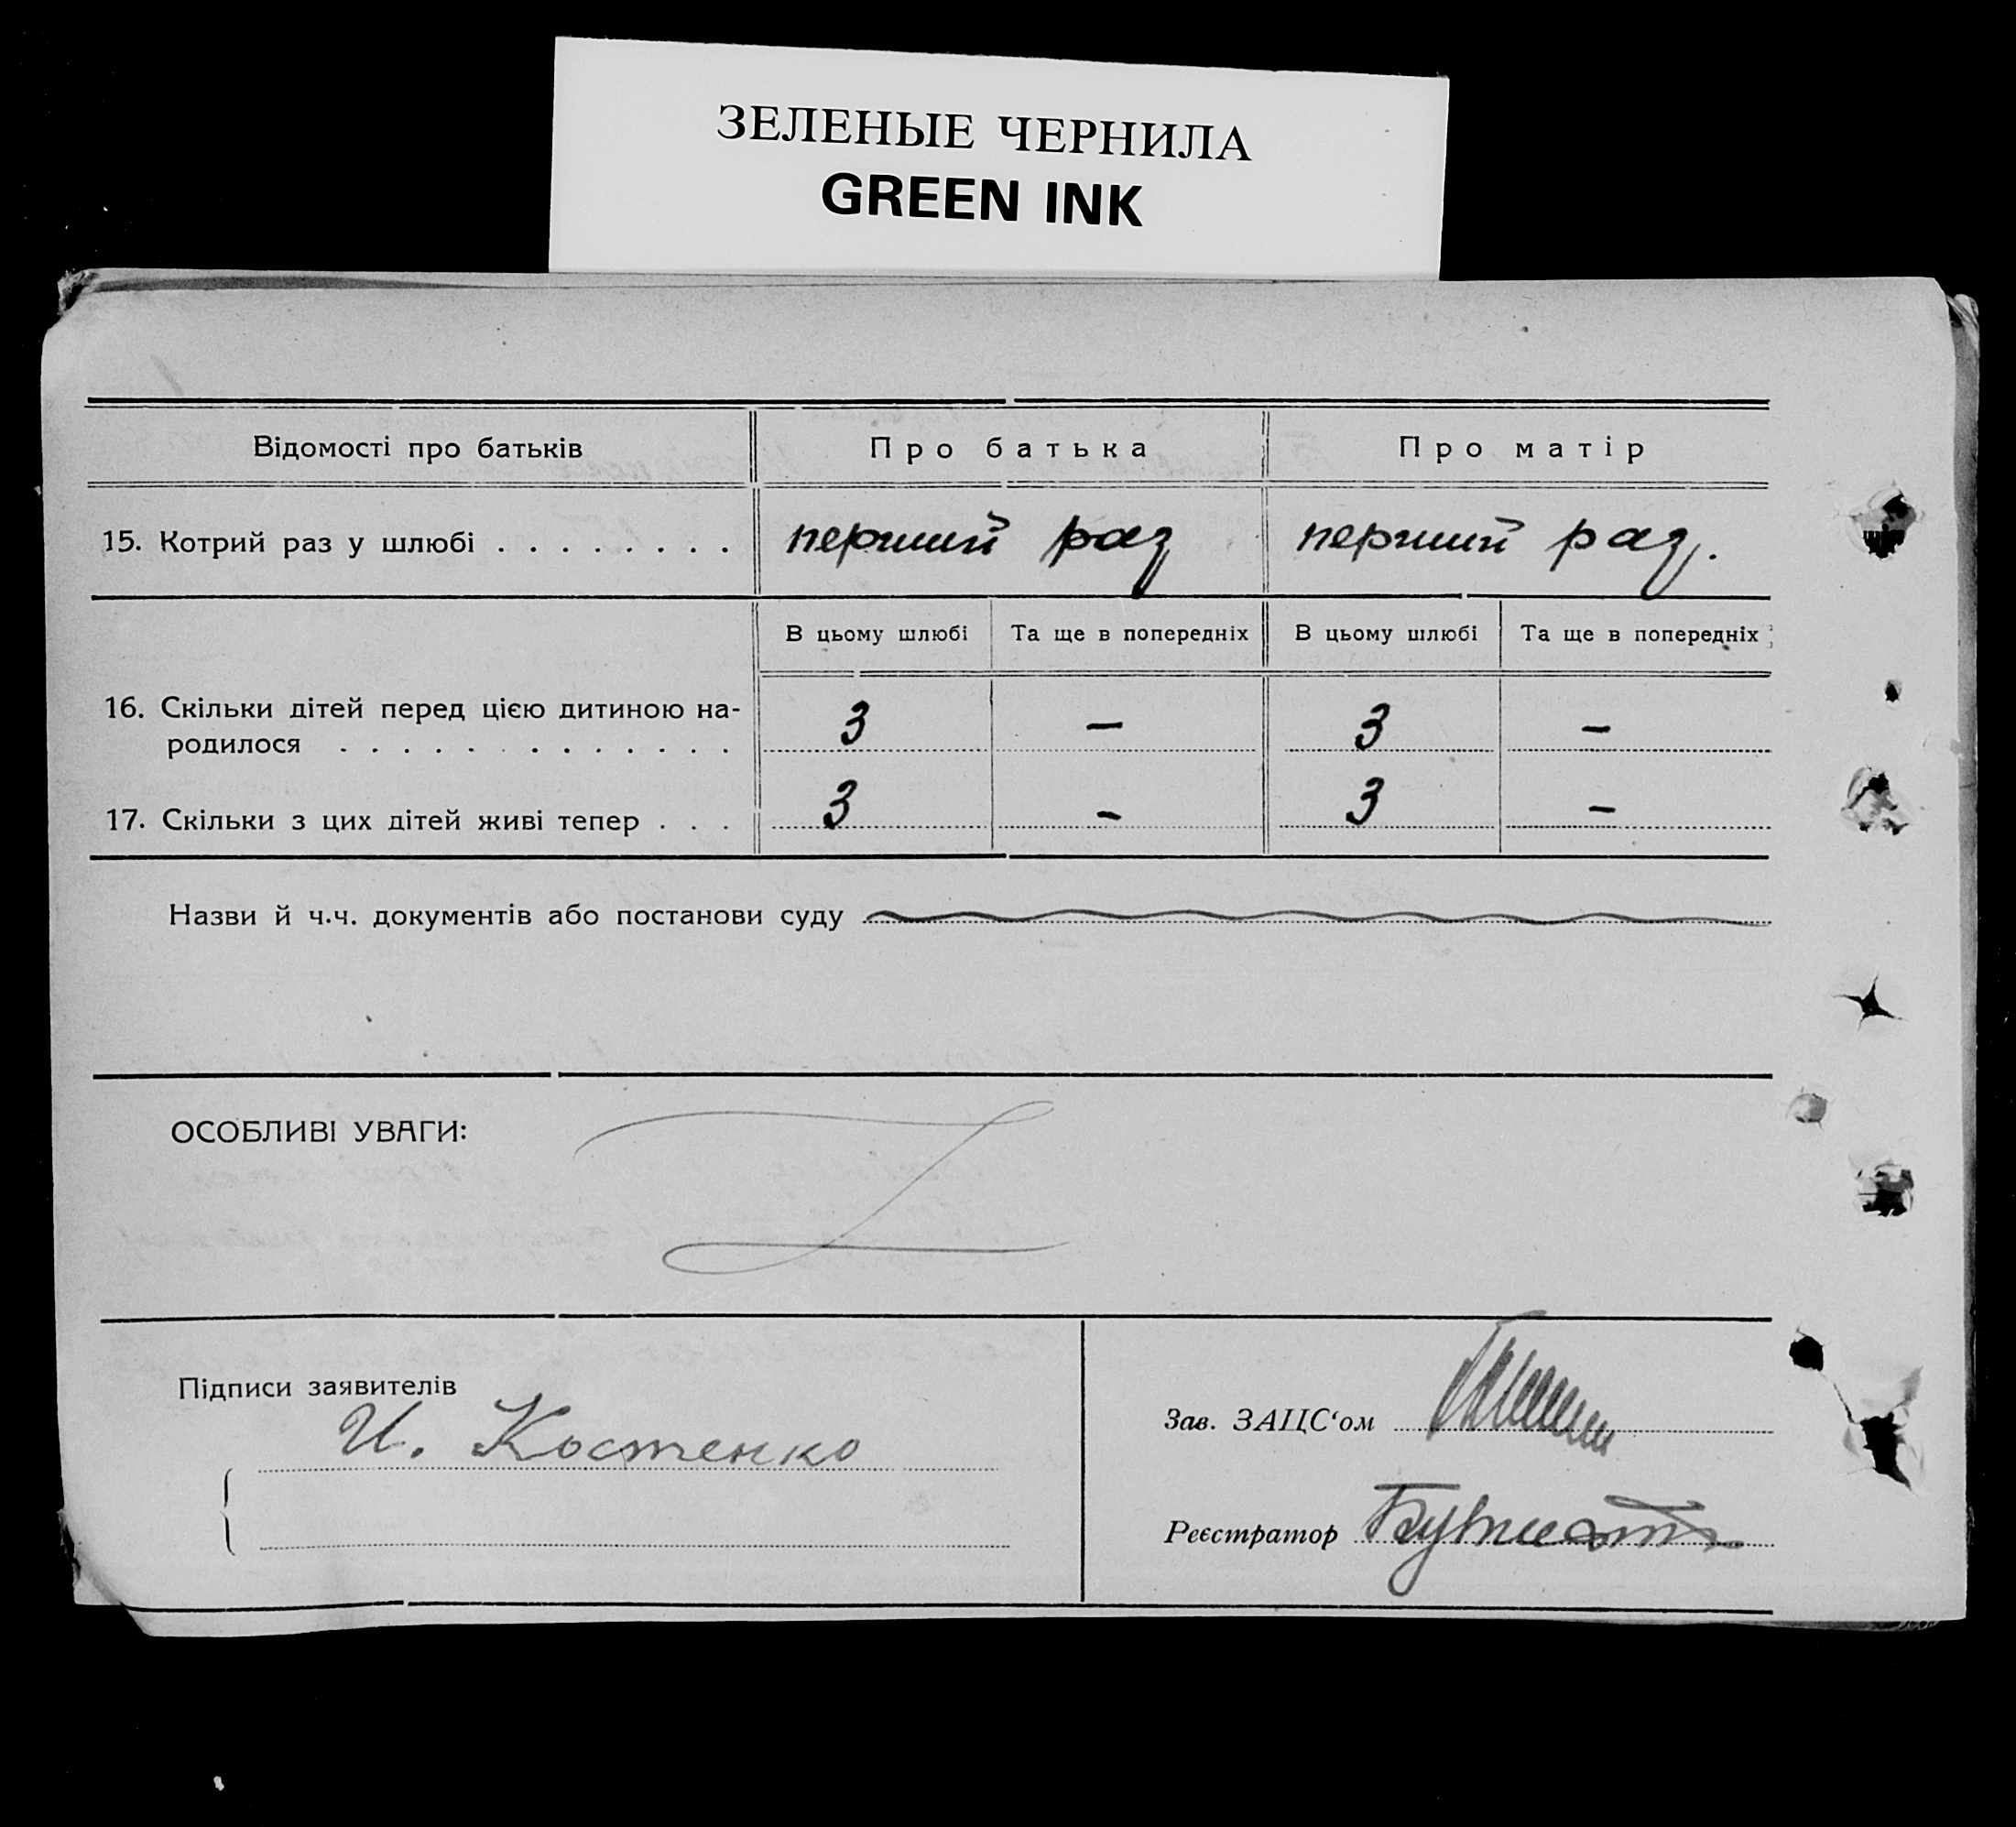 ЗЕЛЕНЫЕ ЧЕРНИЛА
GREEN INK
Відомості про батьків Про батька Про матір
15. Котрий раз у шлюбі . . . . . . . . перший раз перший раз.
В цьому шлюбі Та ще в попередніх В цьому шлюбі Та ще в попередніх
16. Скільки дітей перед цією дитиною на-
родилося . . . . . . . . . . . . . 3 — 3 —
17. Скільки з цих дітей живі тепер . . . 3 — 3 —
Назви й ч.ч. документів або постанови суду
ОСОБЛИВІ УВАГИ:
Підписи заявителів
И. Костенко
Зав. ЗАЦС‘ом
Реєстратор